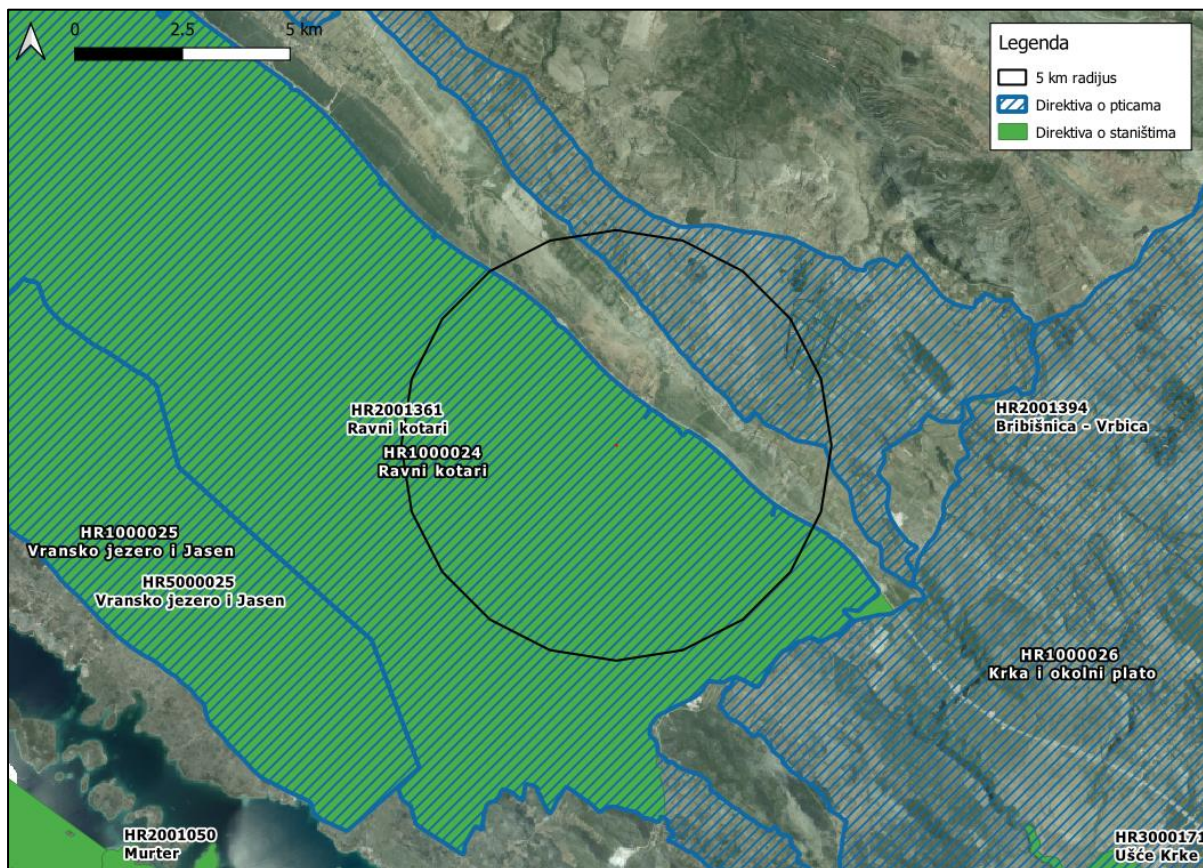 0 2.5 5 km
Legenda
5 km radijus
Direktiva o pticama
Direktiva o staništima
HR2001361
Ravni kotari
HR1000024
Ravni kotari
HR2001394
Bribišnica - Vrbica
HR1000025
Vransko jezero i Jasen
HR5000025
Vransko jezero i Jasen
HR1000026
Krka i okolni plato
HR2001050
Murter
HR3000171
Ušće Krke